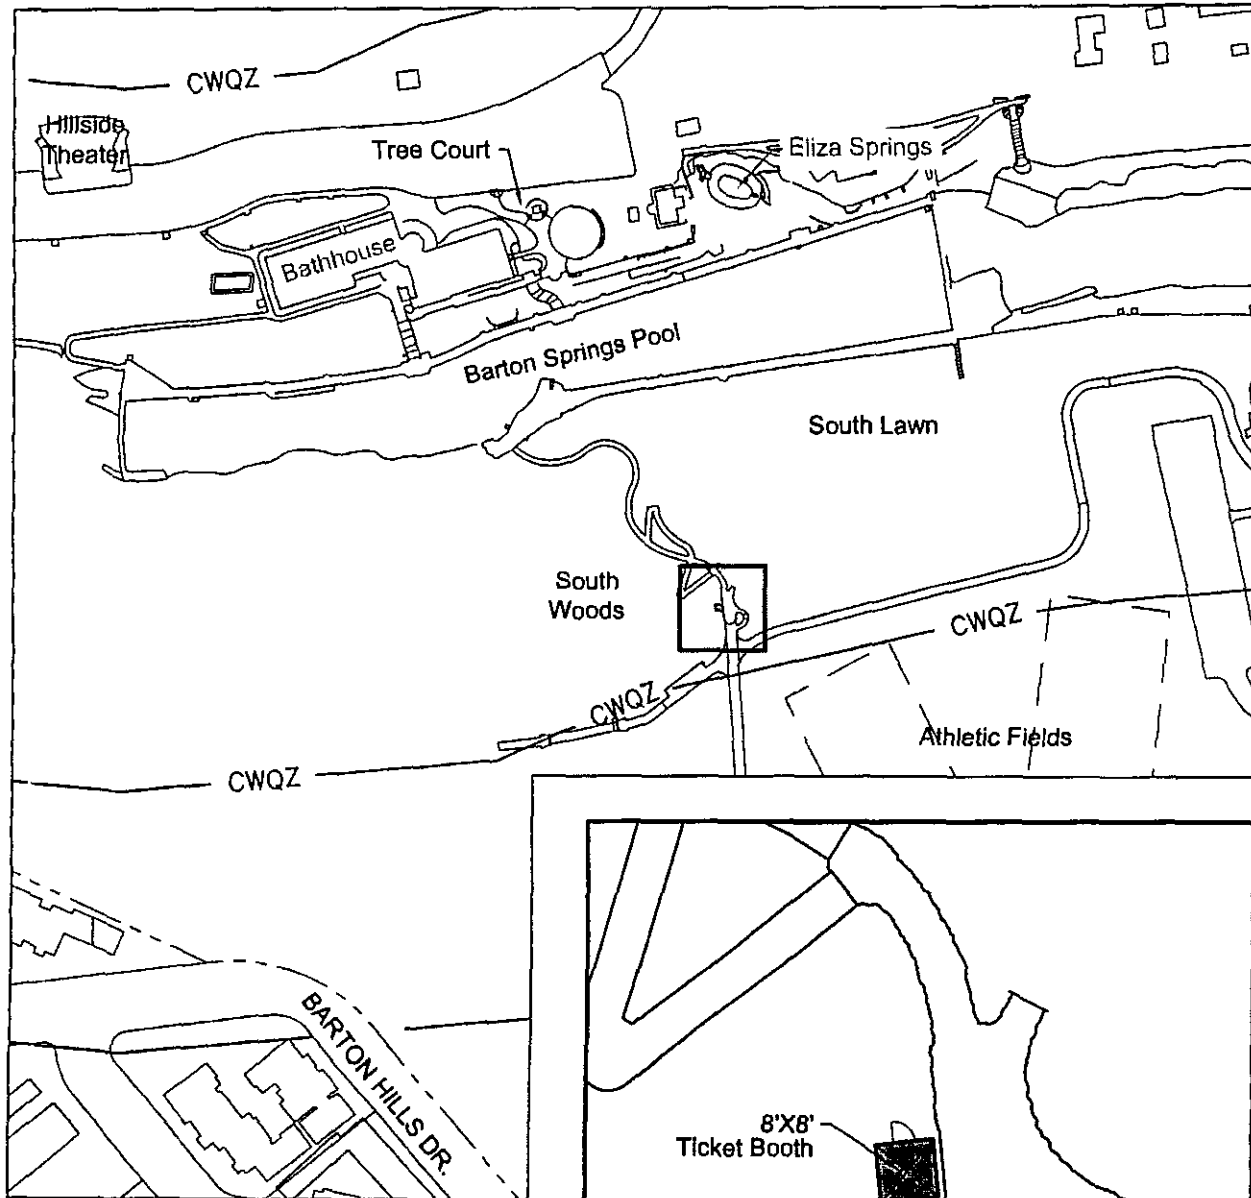 CWQZ
Hillside
Theater
Tree Court
Eliza Springs
Bathhouse
Barton Springs Pool
South Lawn
South
Woods
CWQZ
CWQZ
Athletic Fields
CWQZ
BARTON HILLS DR.
8'X8'
Ticket Booth